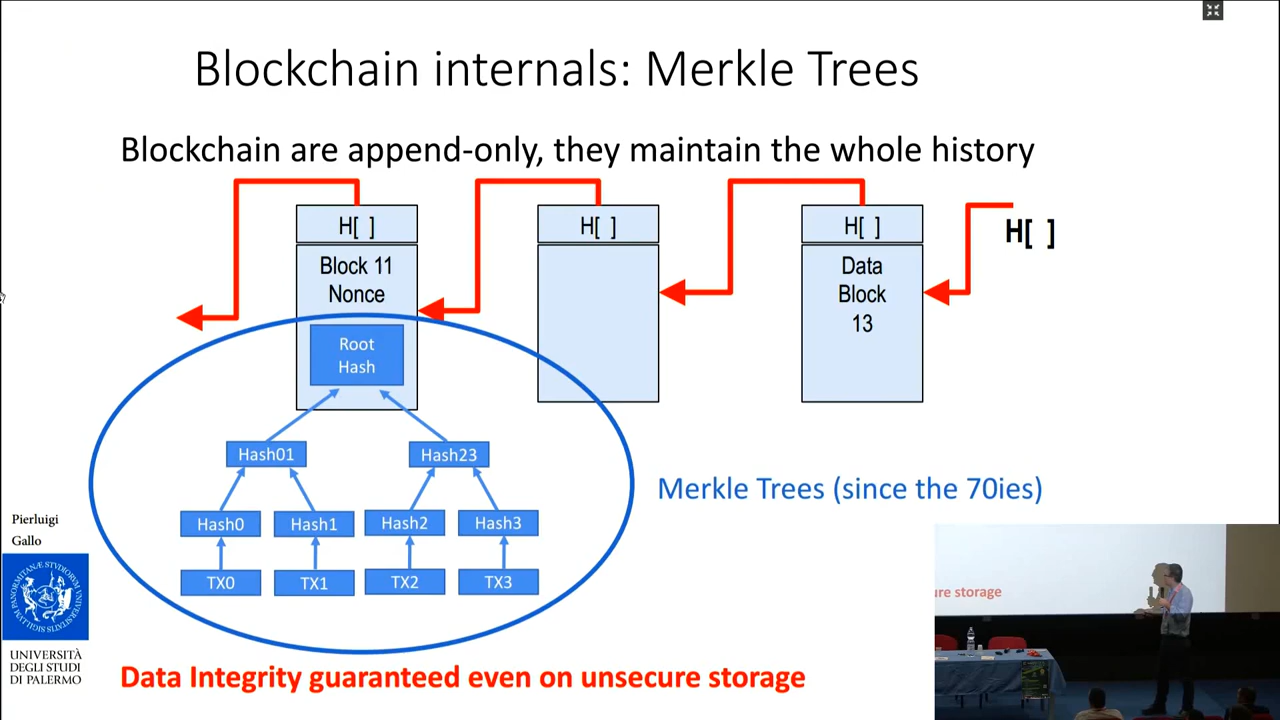 Blockchain internals: Merkle Trees
Blockchain are append-only, they maintain the whole history
H[ ]
H[ ]
H[ ]
H[ ]
Block 11
Nonce
Data
Block
13
Root
Hash
Hash01
Hash23
Merkle Trees (since the 70ies)
Hash0
Hash1
Hash2
Hash3
TX0
TX1
TX2
TX3
Pierluigi
Gallo
UNIVERSITÀ
DEGLI STUDI
DI PALERMO
Data Integrity guaranteed even on unsecure storage
ure storage